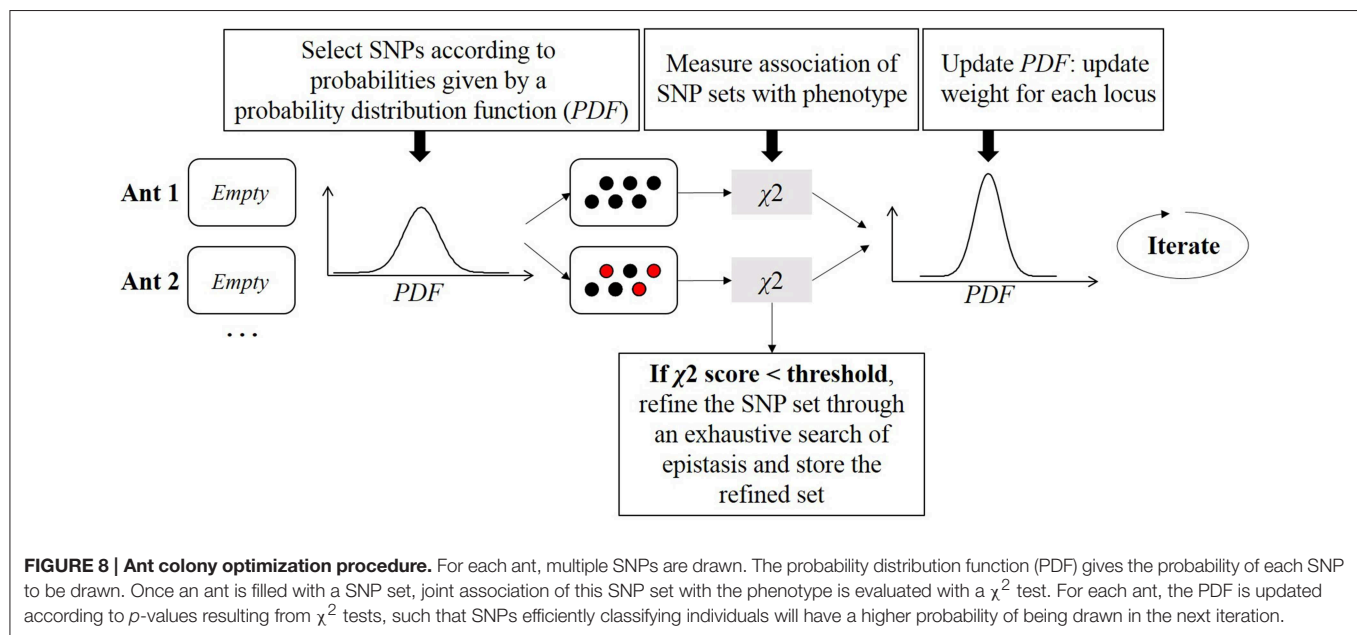 Select SNPs according to
probabilities given by a
probability distribution function (PDF)
Measure association of
SNP sets with phenotype
Update PDF: update
weight for each locus
Ant 1
Empty
χ2
Ant 2
Empty
χ2
PDF
PDF
Iterate
...
If χ2 score < threshold,
refine the SNP set through
an exhaustive search of
epistasis and store the
refined set
FIGURE 8 | Ant colony optimization procedure. For each ant, multiple SNPs are drawn. The probability distribution function (PDF) gives the probability of each SNP
to be drawn. Once an ant is filled with a SNP set, joint association of this SNP set with the phenotype is evaluated with a χ² test. For each ant, the PDF is updated
according to p-values resulting from χ² tests, such that SNPs efficiently classifying individuals will have a higher probability of being drawn in the next iteration.